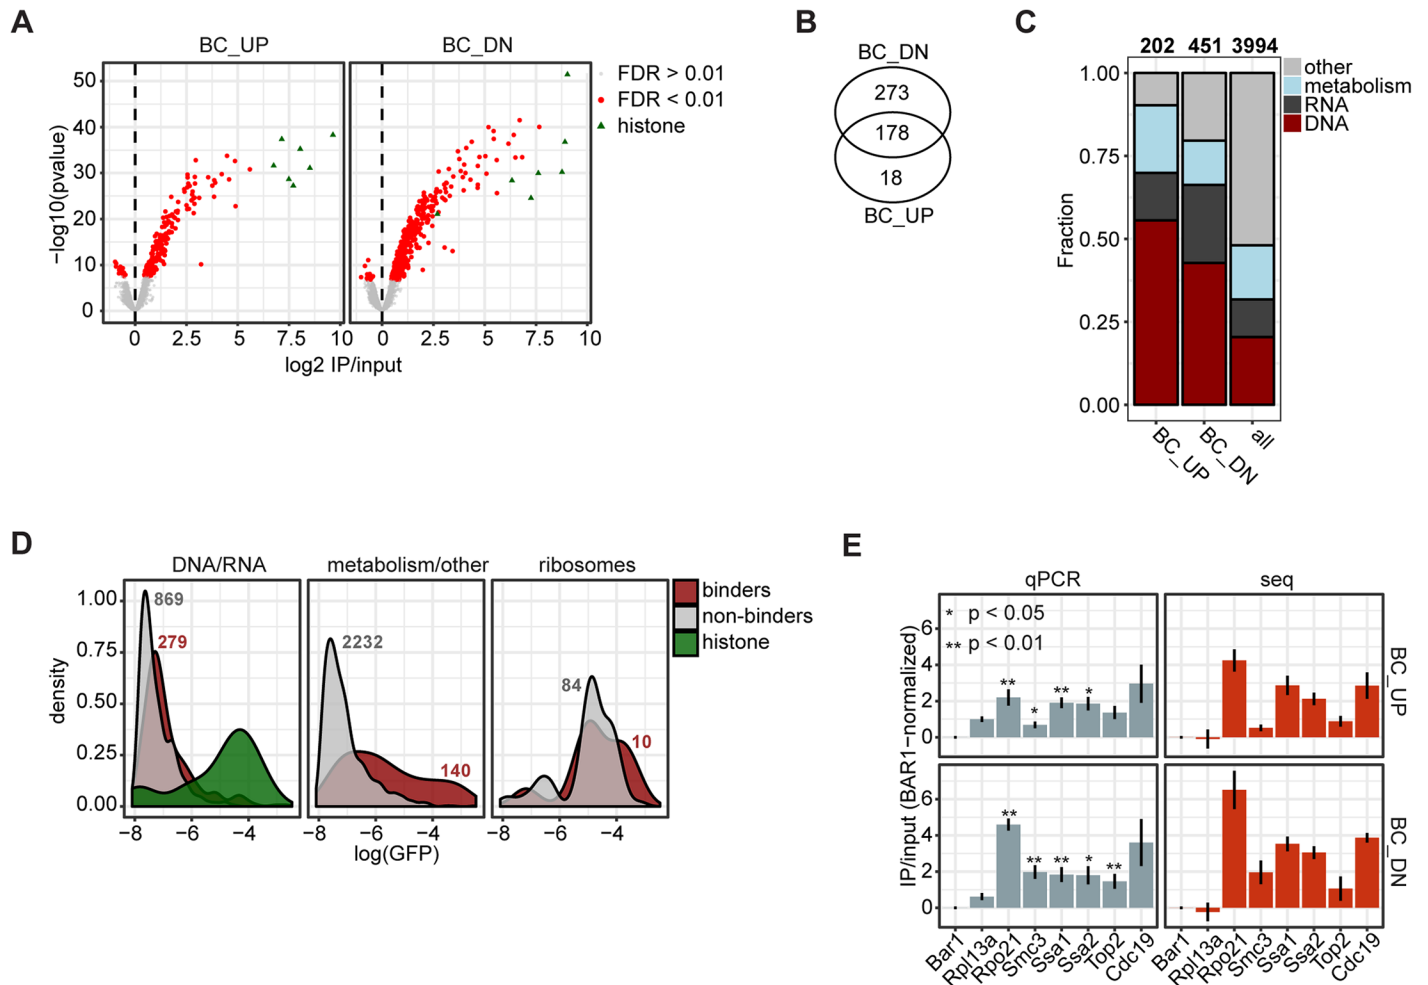 A
BC_UP
BC_DN
FDR > 0.01
FDR < 0.01
histone
50
40
30
20
10
0
−log10(pvalue)
0
2.5
5
7.5
10
0
2.5
5
7.5
10
log2 IP/input
B
BC_DN
273
178
18
BC_UP
C
202 451 3994
1.00
0.75
0.50
0.25
0.00
Fraction
BC_UP
BC_DN
all
other
metabolism
RNA
DNA
D
DNA/RNA
metabolism/other
ribosomes
1.00
0.75
0.50
0.25
0.00
density
869
279
2232
140
84
10
−8
−6
−4
−8
−6
−4
−8
−6
−4
log(GFP)
binders
non−binders
histone
E
qPCR
seq
* p < 0.05
** p < 0.01
6
4
2
0
6
4
2
0
IP/input (BAR1−normalized)
**
*
**
*
**
**
**
*
**
BC_UP
BC_DN
Bar1
Rpl13a
Rpo21
Smc3
Ssa1
Ssa2
Top2
Cdc19
Bar1
Rpl13a
Rpo21
Smc3
Ssa1
Ssa2
Top2
Cdc19